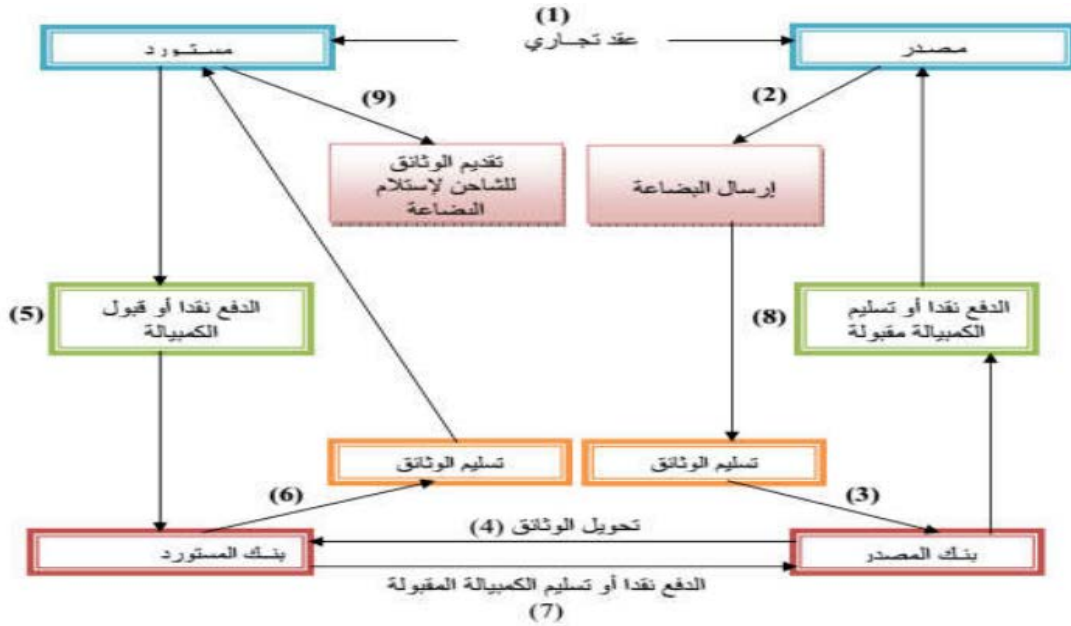 (1)
عقد تجاري
مصدر
مستورد
(2)
(9)
إرسال البضاعة
تقديم الوثائق
للشاحن لإستلام
البضاعة
(8)
الدفع نقدا أو تسليم
الكمبيالة مقبولة
(5)
الدفع نقدا أو قبول
الكمبيالة
تسليم الوثائق
تسليم الوثائق
(3)
(6)
تحويل الوثائق (4)
بنك المصدر
بنك المستورد
الدفع نقدا أو تسليم الكمبيالة المقبولة
(7)